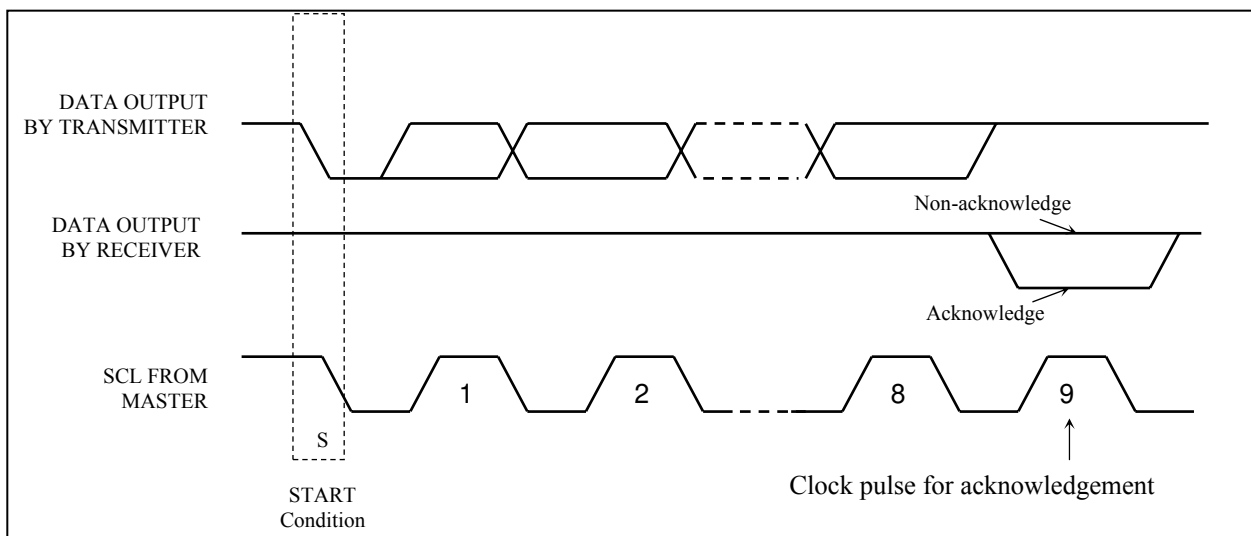 DATA OUTPUT
BY TRANSMITTER
Non-acknowledge
DATA OUTPUT
BY RECEIVER
Acknowledge
SCL FROM
MASTER
1
2
8
9
S
START
Condition
Clock pulse for acknowledgement